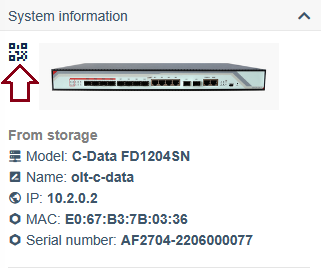 System information
From storage
Model: C-Data FD1204SN
Name: olt-c-data
IP: 10.2.0.2
MAC: E0:67:B3:7B:03:36
Serial number: AF2704-2206000077